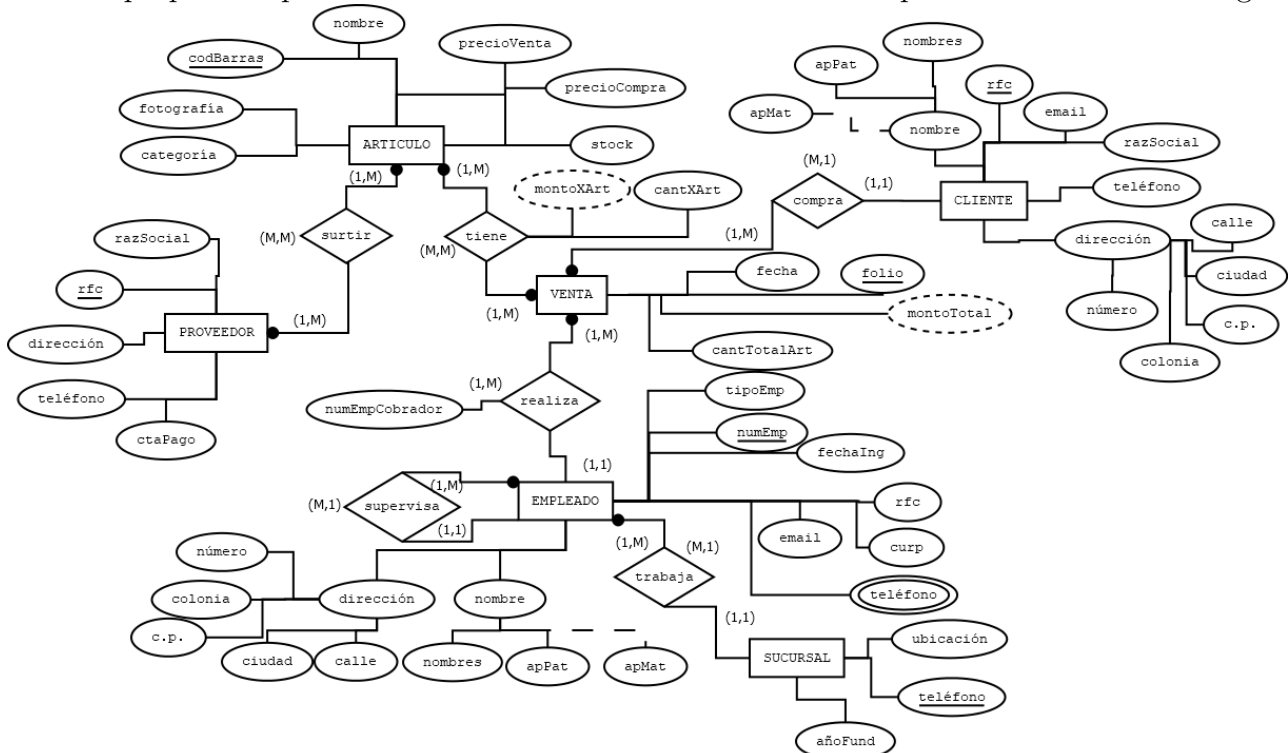 nombre
codBarras
precioVenta
nombres
apPat
rfc
fotografía
precioCompra
apMat
L
nombre
email
razSocial
categoría
ARTICULO
stock
(1,M)
(1,M)
montoXArt
cantXArt
(M,1)
compra
(1,1)
CLIENTE
teléfono
razSocial
(M,M)
surtir
(M,M)
tiene
(1,M)
dirección
calle
rfc
(1,M)
VENTA
fecha
folio
ciudad
número
PROVEEDOR
(1,M)
(1,M)
montoTotal
c.p.
dirección
cantTotalArt
colonia
teléfono
numEmpCobrador
(1,M)
realiza
tipoEmp
ctaPago
numEmp
fechaIng
(1,1)
(M,1)
supervisa
(1,M)
(1,1)
EMPLEADO
rfc
email
curp
número
(1,M)
(M,1)
trabaja
teléfono
colonia
dirección
nombre
c.p.
(1,1)
ciudad
calle
nombres
apPat
apMat
SUCURSAL
ubicación
teléfono
añoFund